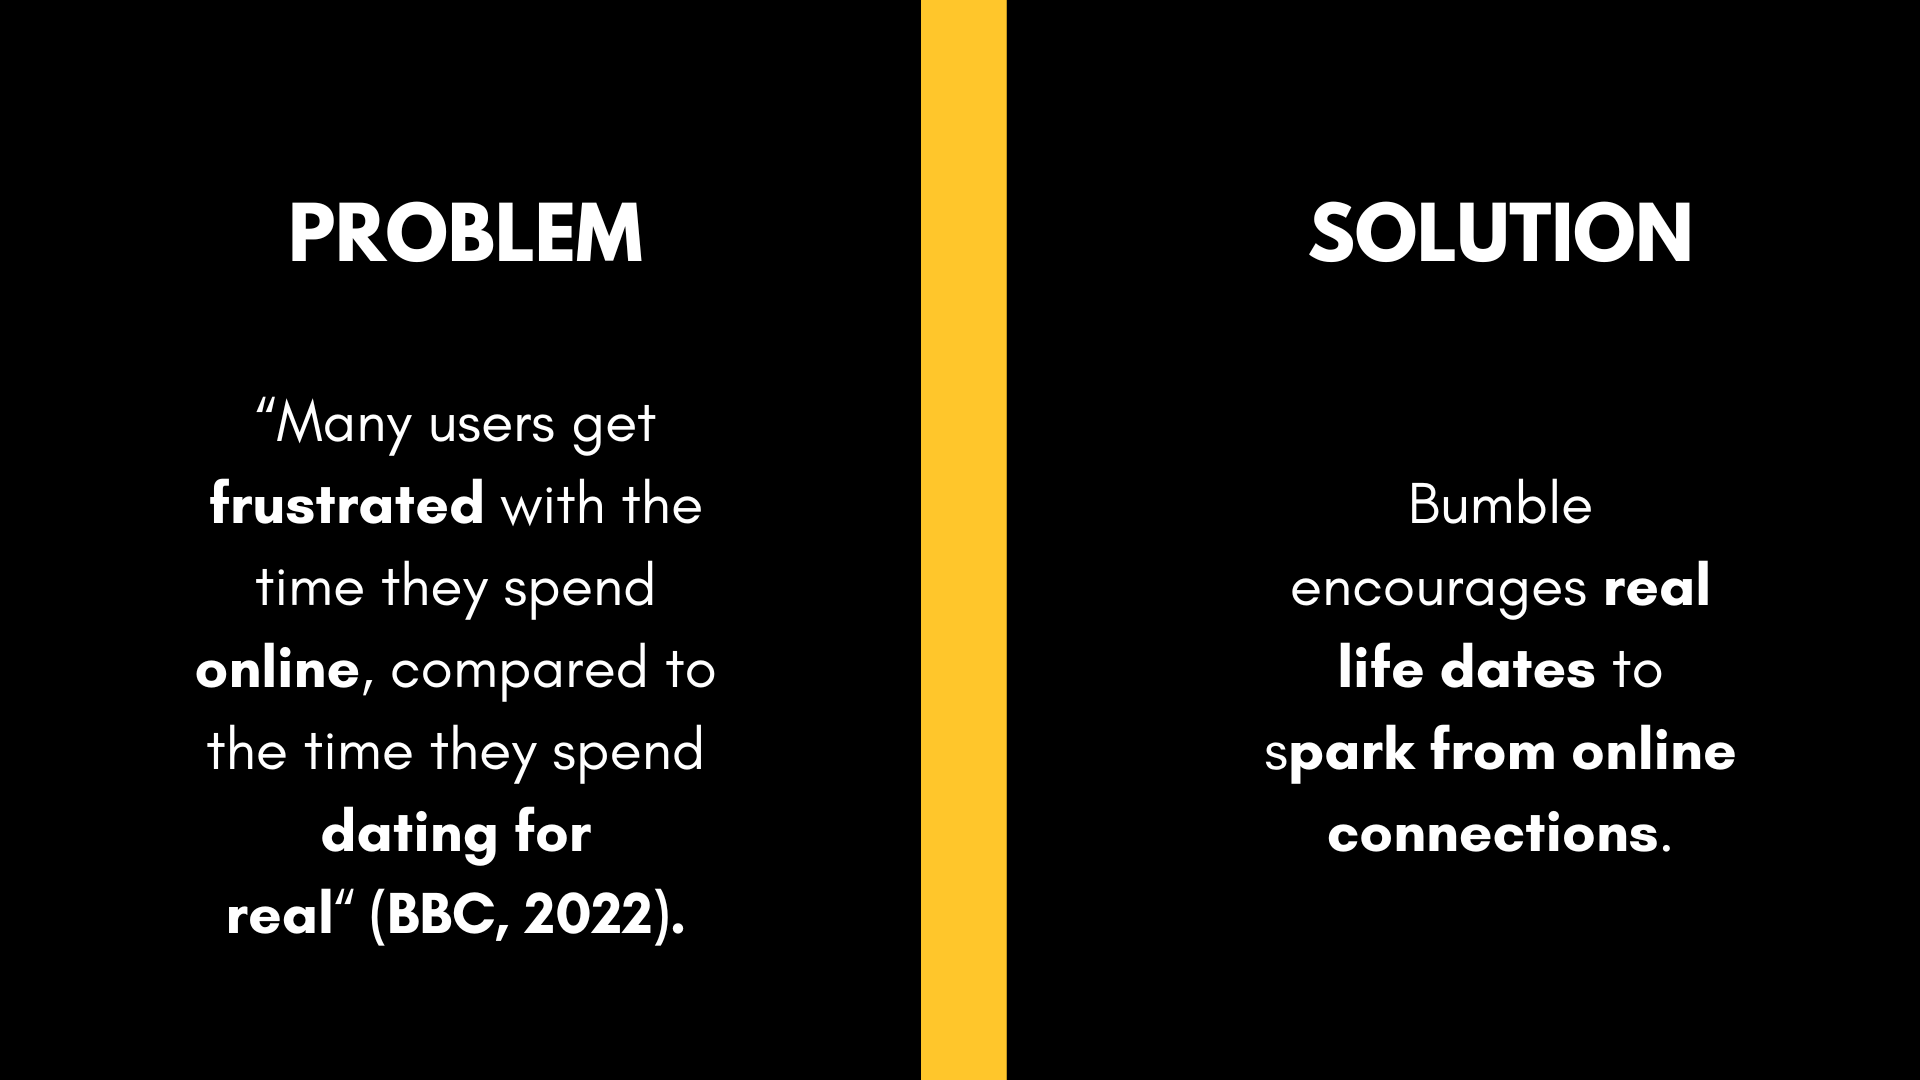 PROBLEM
“Many users get
frustrated with the
time they spend
online, compared to
the time they spend
dating for
real“ (BBC, 2022).
SOLUTION
Bumble
encourages real
life dates to
spark from online
connections.